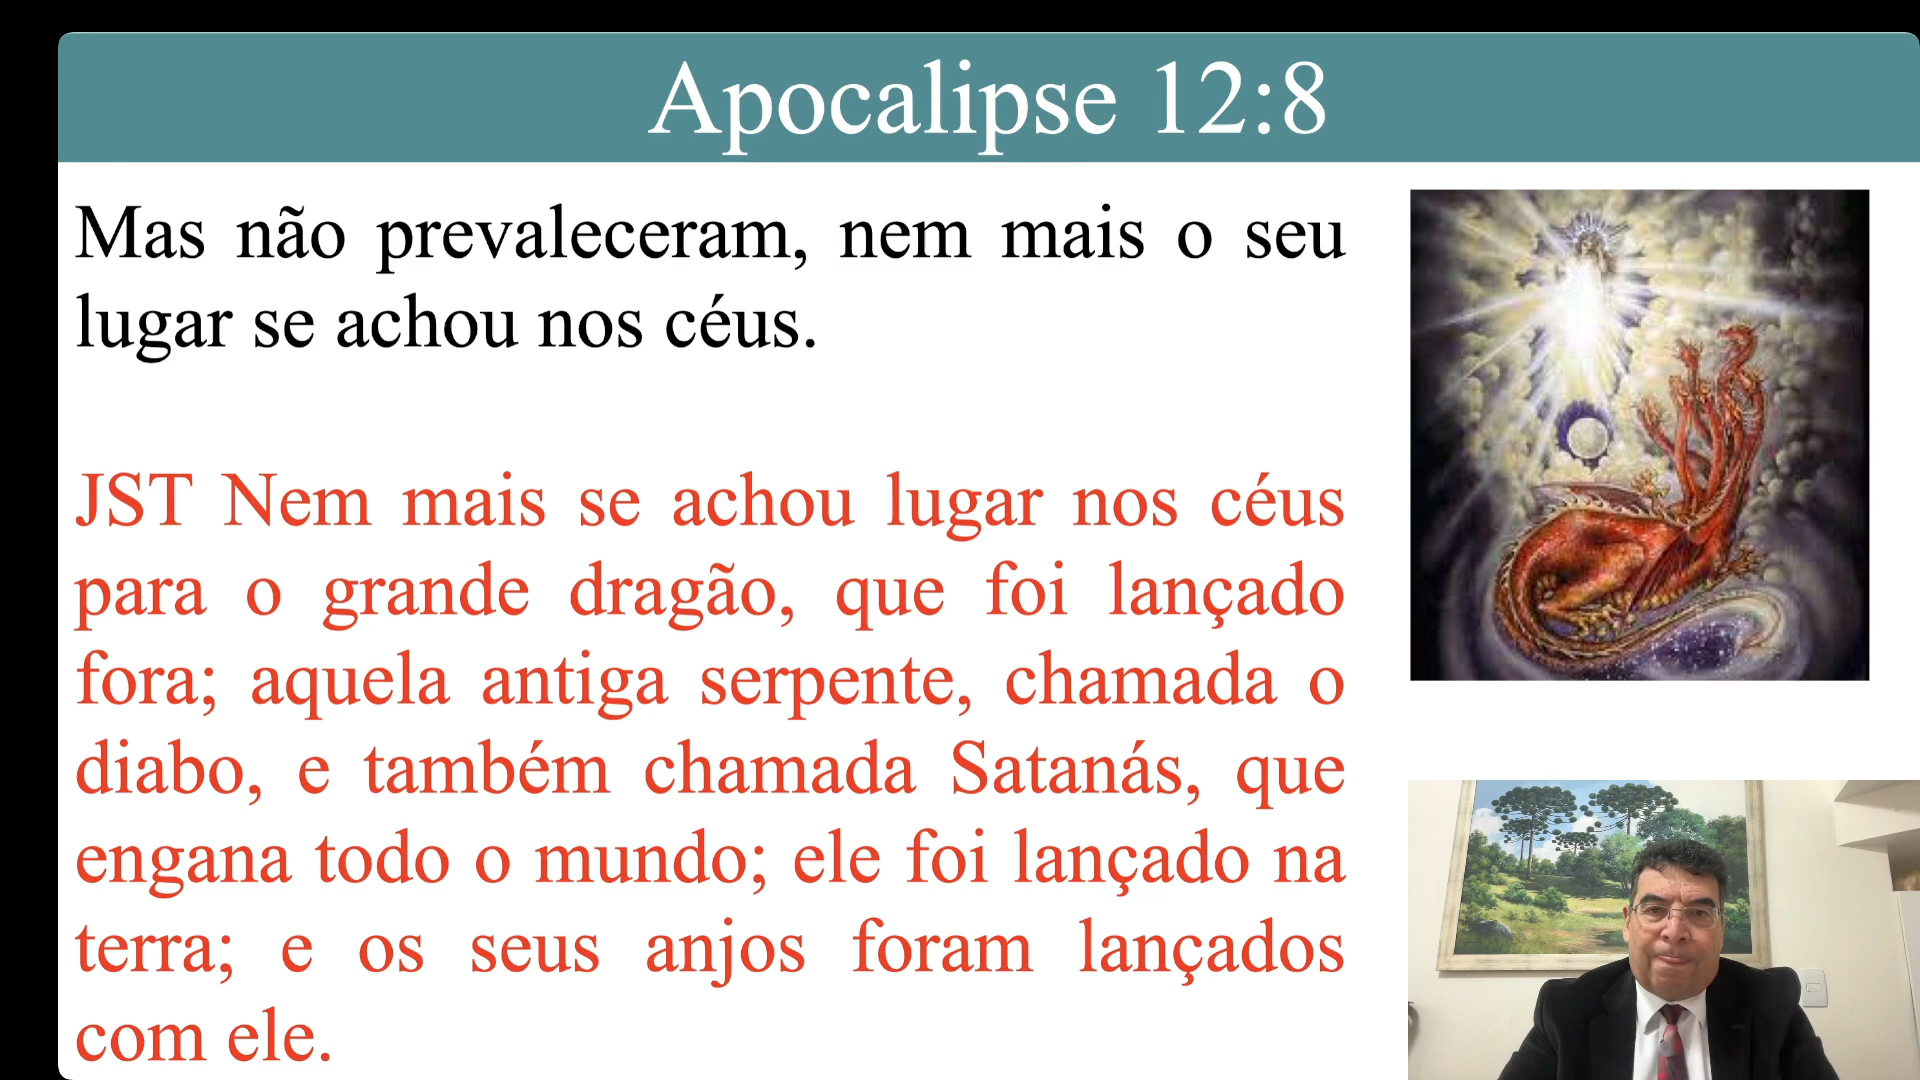 Apocalipse 12:8
Mas não prevaleceram, nem mais o seu
lugar se achou nos céus.
JST Nem mais se achou lugar nos céus
para o grande dragão, que foi lançado
fora; aquela antiga serpente, chamada o
diabo, e também chamada Satanás, que
engana todo o mundo; ele foi lançado na
terra; e os seus anjos foram lançados
com ele.